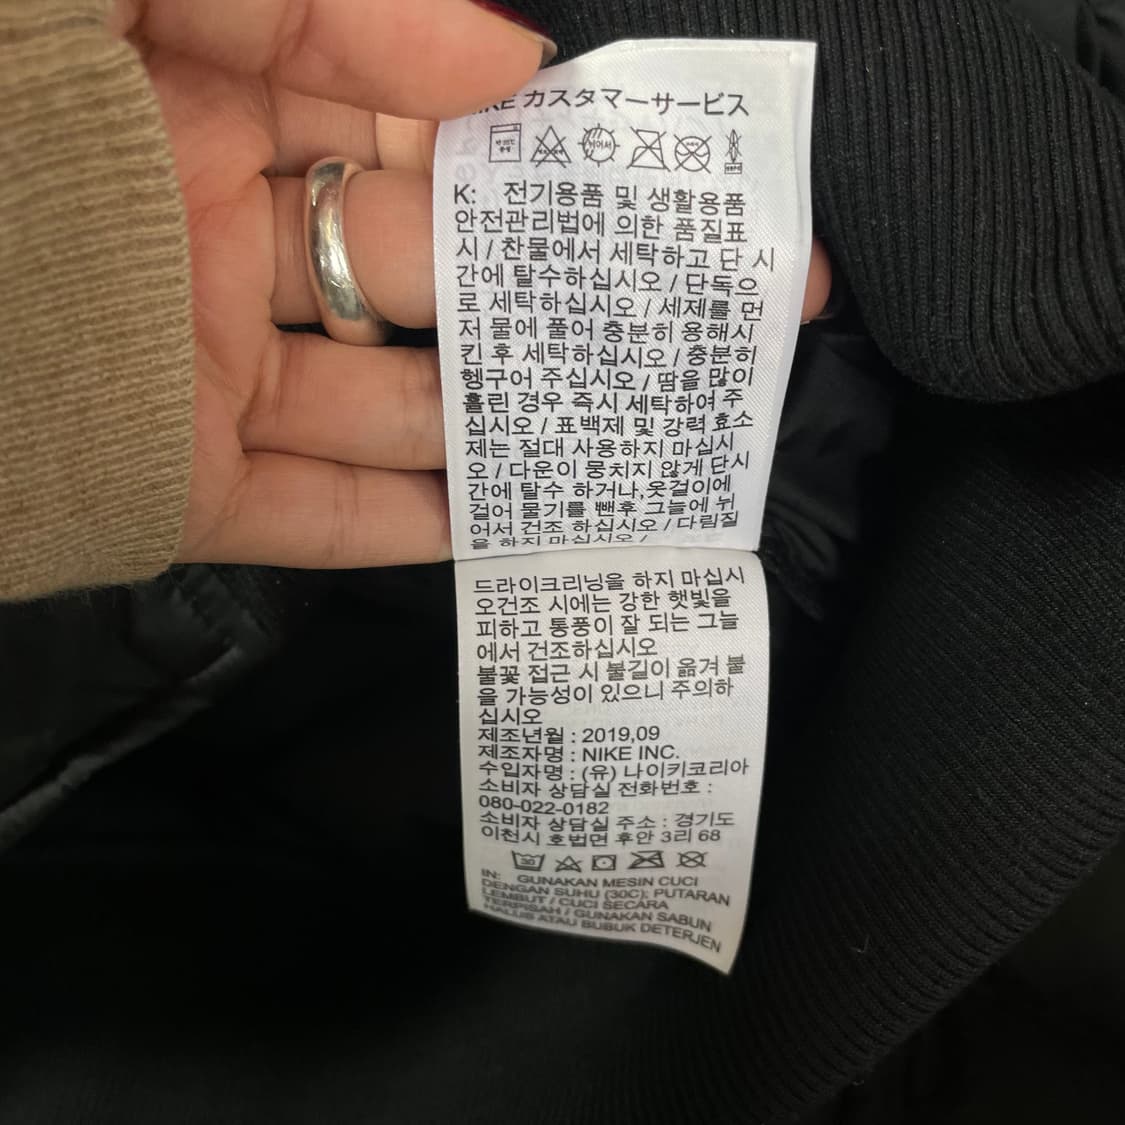 NIKE カスタマーサービス
K: 전기용품 및 생활용품
안전관리법에 의한 품질표
시 / 찬물에서 세탁하고 단 시
간에 탈수하십시오 / 단독으
로 세탁하십시오 / 세제를 먼
저 물에 풀어 충분히 용해시
킨 후 세탁하십시오 / 충분히
헹구어 주십시오 / 땀을 많이
흘린 경우 즉시 세탁하여 주
십시오 / 표백제 및 강력 효소
제는 절대 사용하지 마십시
오 / 다운이 뭉치지 않게 단시
간에 탈수 하거나,옷걸이에
걸어 물기를 뺀후 그늘에 뉘
어서 건조 하십시오 / 다림질
을 하지 마십시오 /
드라이크리닝을 하지 마십시
오건조 시에는 강한 햇빛을
피하고 통풍이 잘 되는 그늘
에서 건조하십시오
불꽃 접근 시 불길이 옮겨 붙
을 가능성이 있으니 주의하
십시오
제조년월 : 2019,09
제조자명 : NIKE INC.
수입자명 : (유) 나이키코리아
소비자 상담실 전화번호 :
080-022-0182
소비자 상담실 주소 : 경기도
이천시 호법면 후안 3리 68
30
IN: GUNAKAN MESIN CUCI
DENGAN SUHU (30C); PUTARAN
LEMBUT / CUCI SECARA
TERPISAH / GUNAKAN SABUN
HALUS ATAU BUBUK DETERJEN